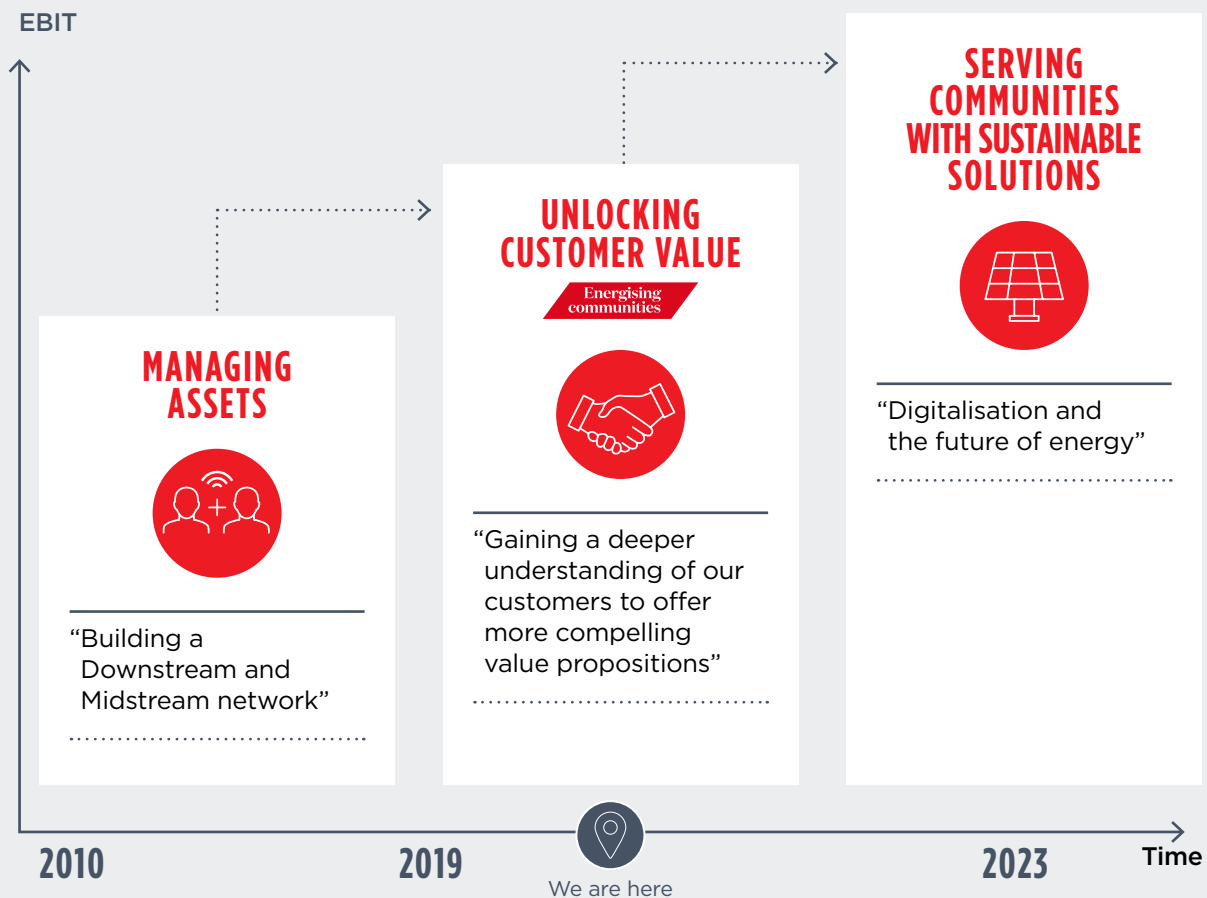 EBIT
MANAGING
ASSETS
“Building a
Downstream and
Midstream network”
UNLOCKING
CUSTOMER VALUE
Energising
communities
“Gaining a deeper
understanding of our
customers to offer
more compelling
value propositions”
SERVING
COMMUNITIES
WITH SUSTAINABLE
SOLUTIONS
“Digitalisation and
the future of energy”
2010
2019
We are here
2023
Time